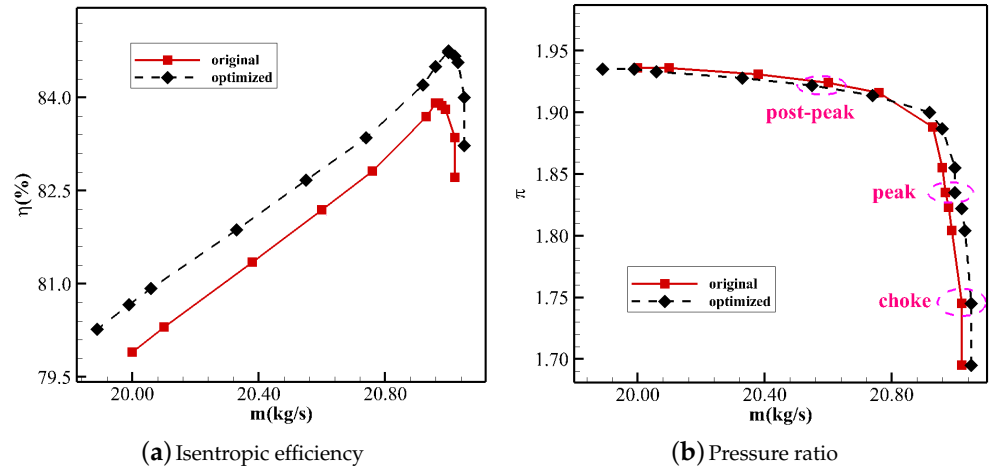 original
optimized
84.0
82.5
81.0
79.5
η(%)
20.00
20.40
20.80
m(kg/s)
(a) Isentropic efficiency
1.95
1.90
1.85
1.80
1.75
1.70
π
post-peak
peak
choke
original
optimized
20.00
20.40
20.80
m(kg/s)
(b) Pressure ratio